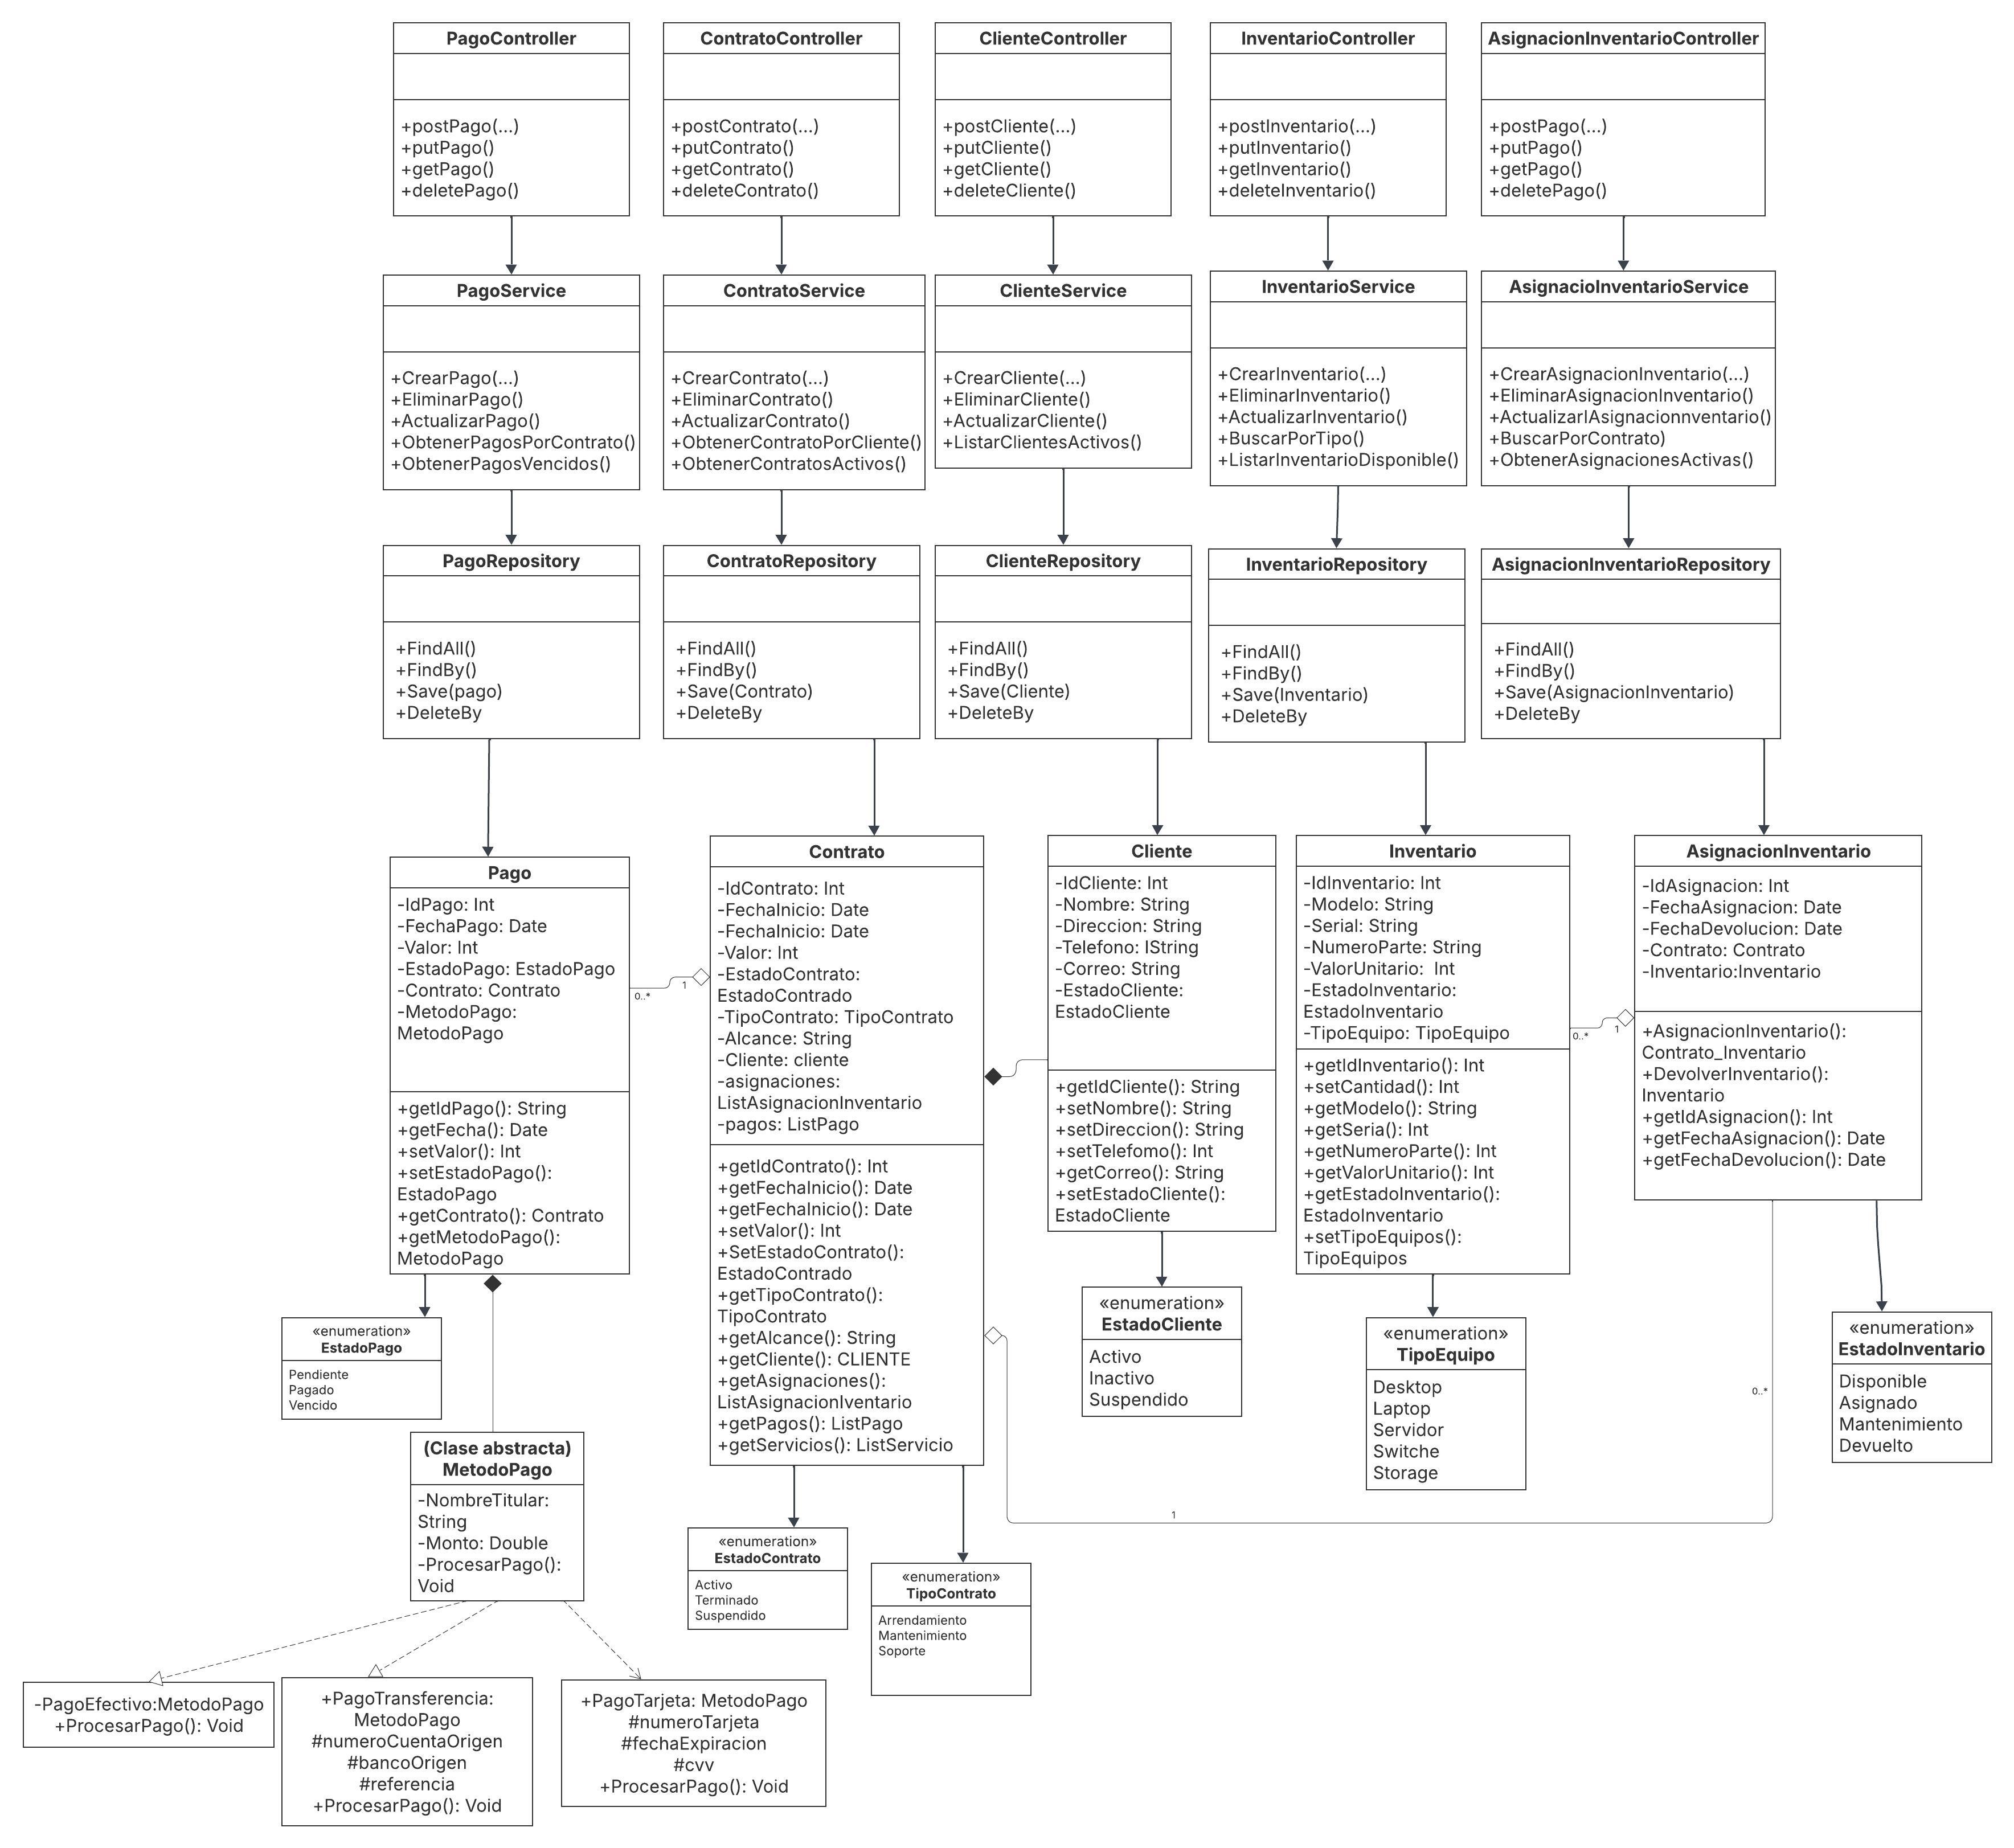 PagoController
+postPago(...)
+putPago()
+getPago()
+deletePago()
ContratoController
+postContrato(...)
+putContrato()
+getContrato()
+deleteContrato()
ClienteController
+postCliente(...)
+putCliente()
+getCliente()
+deleteCliente()
InventarioController
+postInventario(...)
+putInventario()
+getInventario()
+deleteInventario()
AsignacionInventarioController
+postPago(...)
+putPago()
+getPago()
+deletePago()
PagoService
+CrearPago(...)
+EliminarPago()
+ActualizarPago()
+ObtenerPagosPorContrato()
+ObtenerPagosVencidos()
ContratoService
+CrearContrato(...)
+EliminarContrato()
+ActualizarContrato()
+ObtenerContratoPorCliente()
+ObtenerContratosActivos()
ClienteService
+CrearCliente(...)
+EliminarCliente()
+ActualizarCliente()
+ListarClientesActivos()
InventarioService
+CrearInventario(...)
+EliminarInventario()
+ActualizarInventario()
+BuscarPorTipo()
+ListarInventarioDisponible()
AsignacioInventarioService
+CrearAsignacionInventario(...)
+EliminarAsignacionInventario()
+ActualizarIAsignacionnventario()
+BuscarPorContrato)
+ObtenerAsignacionesActivas()
PagoRepository
+FindAll()
+FindBy()
+Save(pago)
+DeleteBy
ContratoRepository
+FindAll()
+FindBy()
+Save(Contrato)
+DeleteBy
ClienteRepository
+FindAll()
+FindBy()
+Save(Cliente)
+DeleteBy
InventarioRepository
+FindAll()
+FindBy()
+Save(Inventario)
+DeleteBy
AsignacionInventarioRepository
+FindAll()
+FindBy()
+Save(AsignacionInventario)
+DeleteBy
Pago
-IdPago: Int
-FechaPago: Date
-Valor: Int
-EstadoPago: EstadoPago
-Contrato: Contrato
-MetodoPago:
MetodoPago
+getIdPago(): String
+getFecha(): Date
+setValor(): Int
+setEstadoPago():
EstadoPago
+getContrato(): Contrato
+getMetodoPago():
MetodoPago
0..*
1
Contrato
-IdContrato: Int
-FechaInicio: Date
-FechaInicio: Date
-Valor: Int
-EstadoContrato:
EstadoContrado
-TipoContrato: TipoContrato
-Alcance: String
-Cliente: cliente
-asignaciones:
ListAsignacionInventario
-pagos: ListPago
+getIdContrato(): Int
+getFechaInicio(): Date
+getFechaInicio(): Date
+setValor(): Int
+SetEstadoContrato():
EstadoContrado
+getTipoContrato():
TipoContrato
+getAlcance(): String
+getCliente(): CLIENTE
+getAsignaciones():
ListAsignacionIventario
+getPagos(): ListPago
+getServicios(): ListServicio
Cliente
-IdCliente: Int
-Nombre: String
-Direccion: String
-Telefono: IString
-Correo: String
-EstadoCliente:
EstadoCliente
+getIdCliente(): String
+setNombre(): String
+setDireccion(): String
+setTelefomo(): Int
+getCorreo(): String
+setEstadoCliente():
EstadoCliente
Inventario
-IdInventario: Int
-Modelo: String
-Serial: String
-NumeroParte: String
-ValorUnitario:  Int
-EstadoInventario:
EstadoInventario
-TipoEquipo: TipoEquipo
+getIdInventario(): Int
+setCantidad(): Int
+getModelo(): String
+getSeria(): Int
+getNumeroParte(): Int
+getValorUnitario(): Int
+getEstadoInventario():
EstadoInventario
+setTipoEquipos():
TipoEquipos
0..*
1
AsignacionInventario
-IdAsignacion: Int
-FechaAsignacion: Date
-FechaDevolucion: Date
-Contrato: Contrato
-Inventario:Inventario
+AsignacionInventario():
Contrato_Inventario
+DevolverInventario():
Inventario
+getIdAsignacion(): Int
+getFechaAsignacion(): Date
+getFechaDevolucion(): Date
«enumeration»
EstadoPago
Pendiente
Pagado
Vencido
«enumeration»
EstadoCliente
Activo
Inactivo
Suspendido
«enumeration»
TipoEquipo
Desktop
Laptop
Servidor
Switche
Storage
0..*
«enumeration»
EstadoInventario
Disponible
Asignado
Mantenimiento
Devuelto
(Clase abstracta)
MetodoPago
-NombreTitular:
String
-Monto: Double
-ProcesarPago():
Void
1
«enumeration»
EstadoContrato
Activo
Terminado
Suspendido
«enumeration»
TipoContrato
Arrendamiento
Mantenimiento
Soporte
-PagoEfectivo:MetodoPago
+ProcesarPago(): Void
+PagoTransferencia:
MetodoPago
#numeroCuentaOrigen
#bancoOrigen
#referencia
+ProcesarPago(): Void
+PagoTarjeta: MetodoPago
#numeroTarjeta
#fechaExpiracion
#cvv
+ProcesarPago(): Void